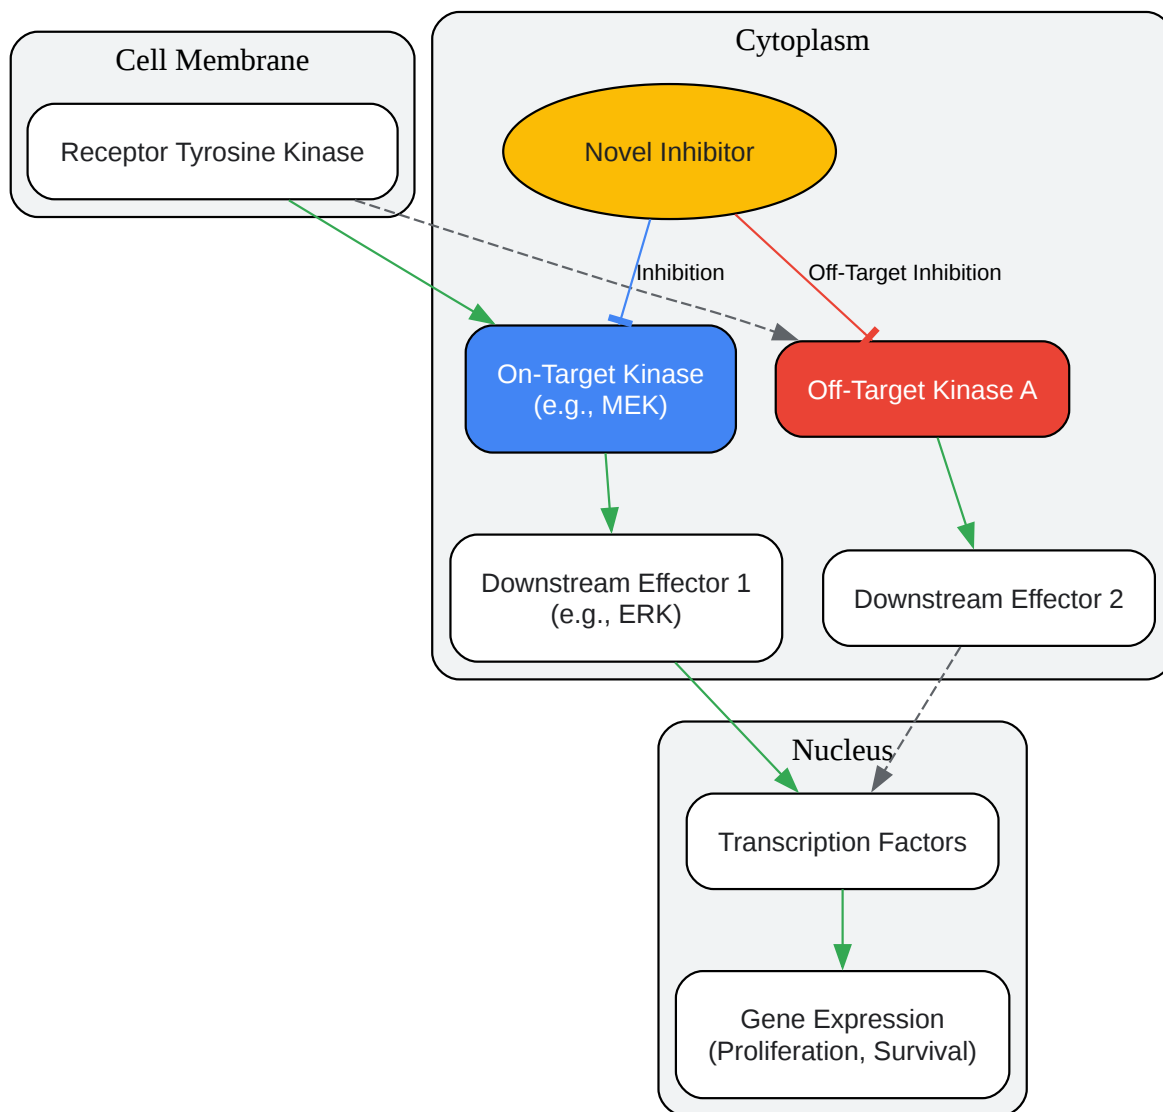 Cell Membrane
Receptor Tyrosine Kinase
Cytoplasm
Novel Inhibitor
Inhibition
Off-Target Inhibition
On-Target Kinase
(e.g., MEK)
Off-Target Kinase A
Downstream Effector 1
(e.g., ERK)
Downstream Effector 2
Nucleus
Transcription Factors
Gene Expression
(Proliferation, Survival)